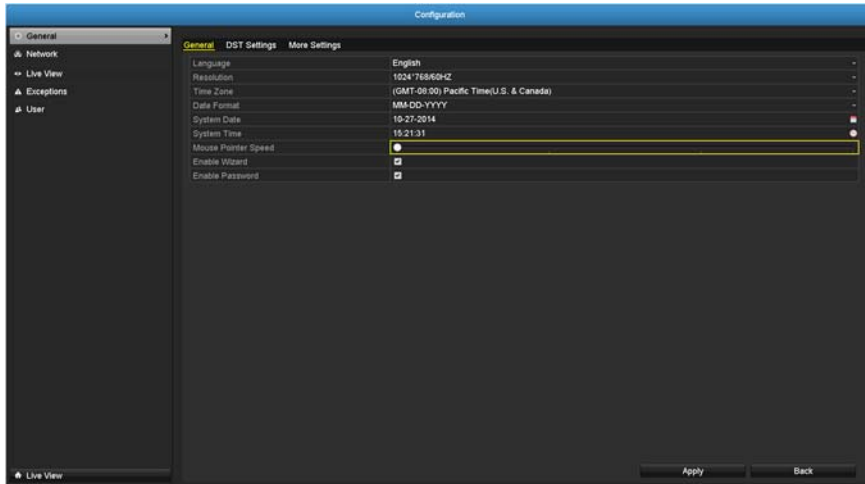 Configuration
General
Network
Live View
Exceptions
User
General DST Settings More Settings
Language English
Resolution 1024*768/60HZ
Time Zone (GMT-08:00) Pacific Time(U.S. & Canada)
Date Format MM-DD-YYYY
System Date 10-27-2014
System Time 15:21:31
Mouse Pointer Speed
Enable Wizard
Enable Password
Live View
Apply Back